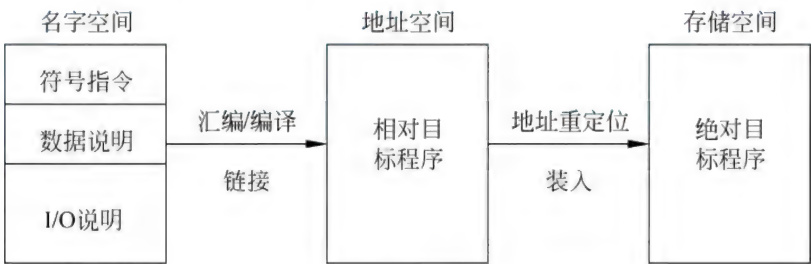 名字空间
地址空间
存储空间
符号指令
数据说明
I/O说明
汇编/编译
链接
相对目
标程序
地址重定位
装入
绝对目
标程序